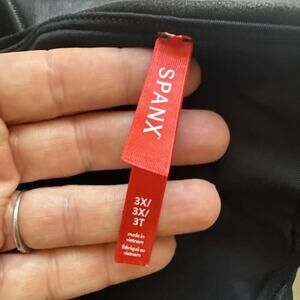 SPANX
3X/
3X/
3T
made in
vietnam
fabriqué au
vietnam